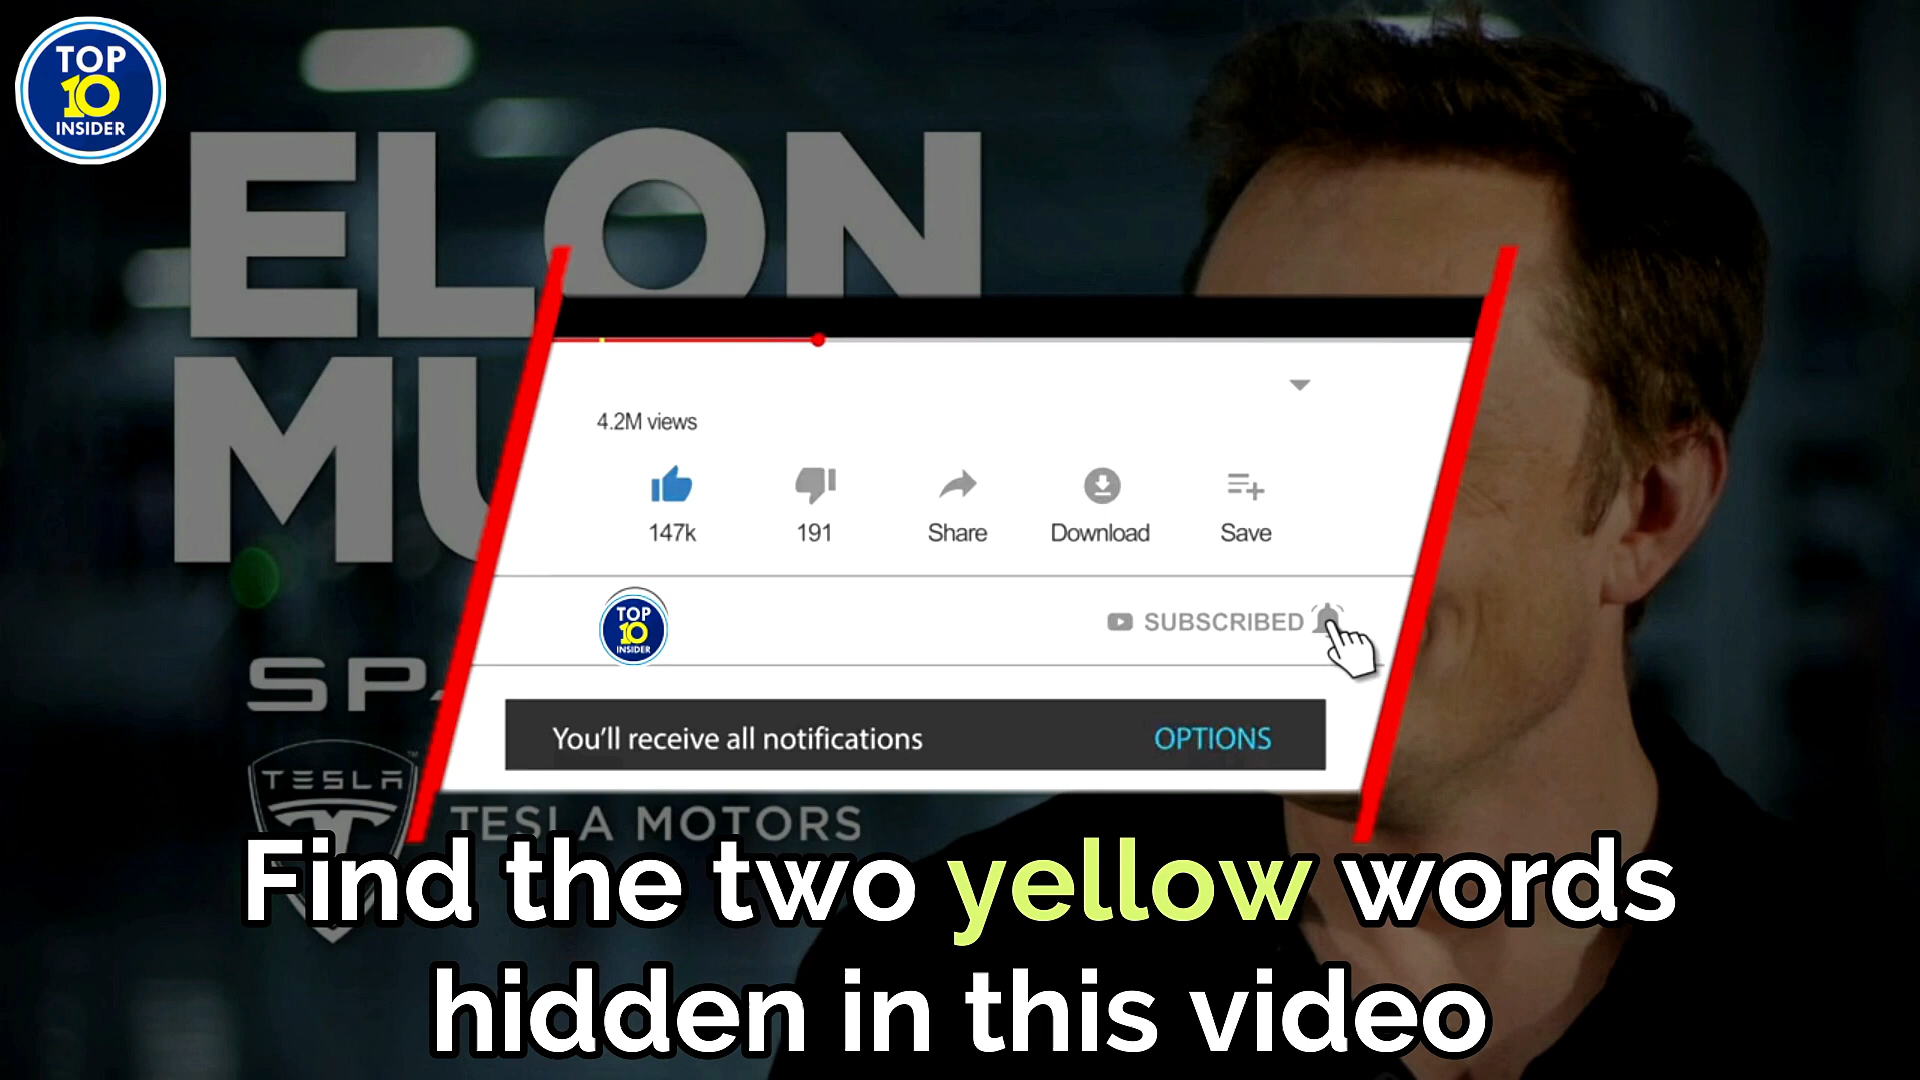 TOP
10
INSIDER
ELON
MU
4.2M views
147k
191
Share
Download
Save
TOP
10
INSIDER
SUBSCRIBED
SP
You'll receive all notifications
OPTIONS
TESLA
™
TESLA MOTORS
Find the two yellow words
hidden in this video